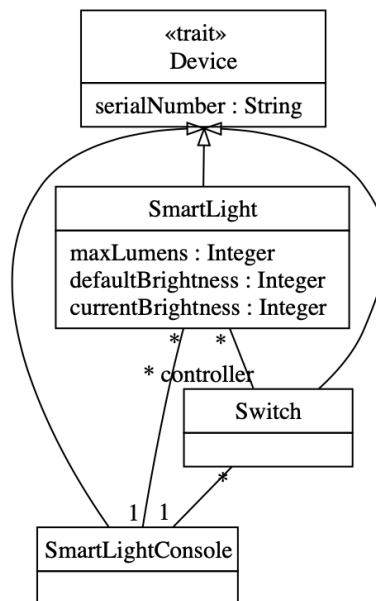 «trait»
Device
serialNumber : String
SmartLight
maxLumens : Integer
defaultBrightness : Integer
currentBrightness : Integer
* *
* controller
Switch
*
1 1
SmartLightConsole